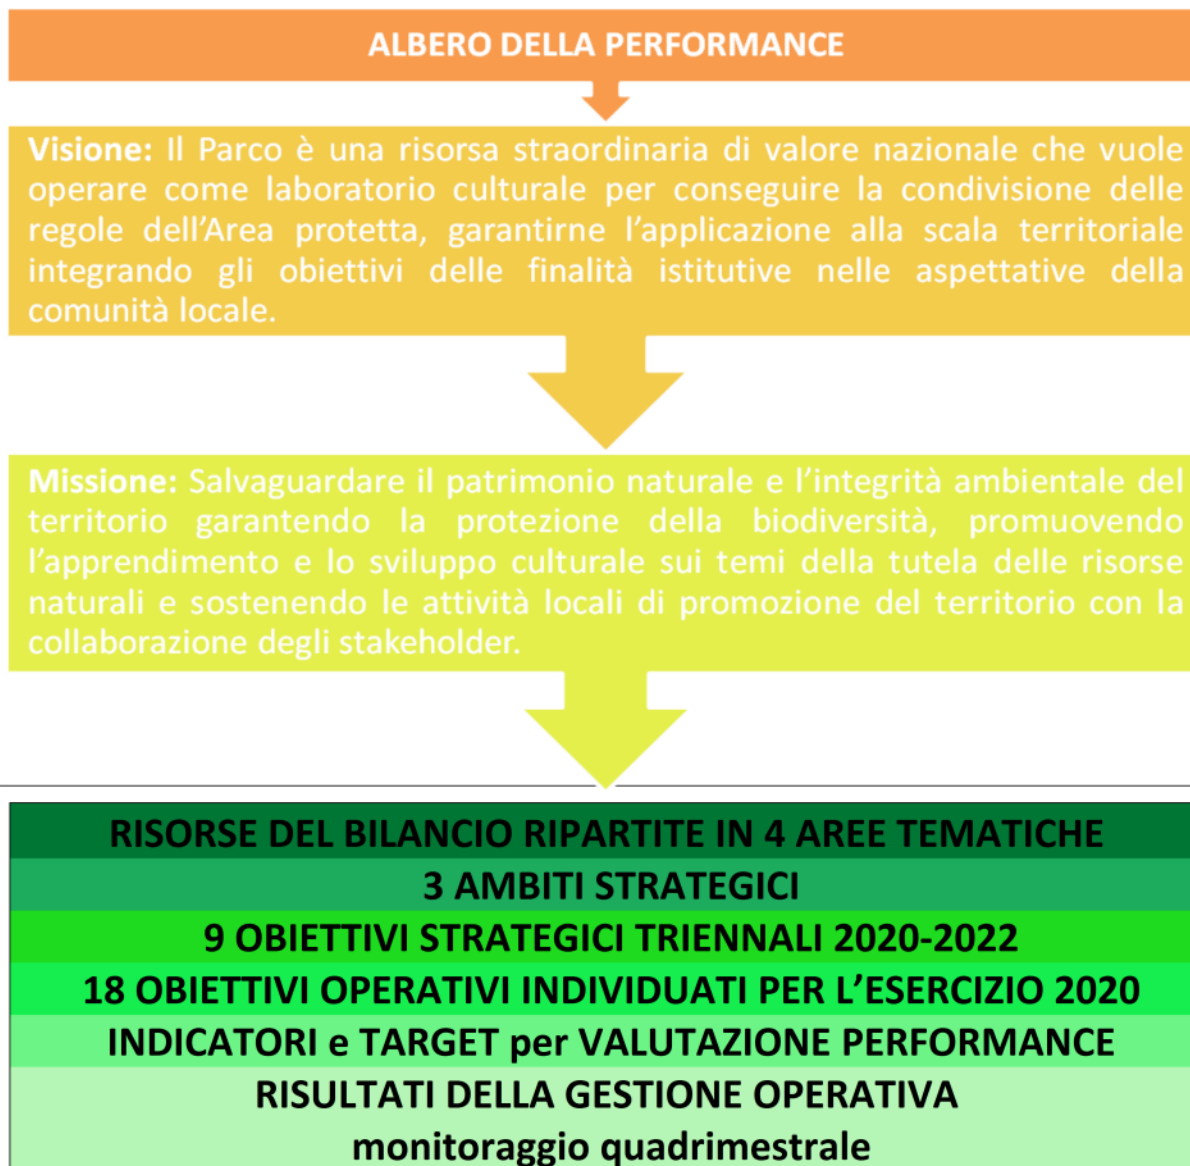 ALBERO DELLA PERFORMANCE
Visione: Il Parco è una risorsa straordinaria di valore nazionale che vuole
operare come laboratorio culturale per conseguire la condivisione delle
regole dell’Area protetta, garantirne l’applicazione alla scala territoriale
integrando gli obiettivi delle finalità istitutive nelle aspettative della
comunità locale.
Missione: Salvaguardare il patrimonio naturale e l’integrità ambientale del
territorio garantendo la protezione della biodiversità, promuovendo
l’apprendimento e lo sviluppo culturale sui temi della tutela delle risorse
naturali e sostenendo le attività locali di promozione del territorio con la
collaborazione degli stakeholder.
RISORSE DEL BILANCIO RIPARTITE IN 4 AREE TEMATICHE
3 AMBITI STRATEGICI
9 OBIETTIVI STRATEGICI TRIENNALI 2020-2022
18 OBIETTIVI OPERATIVI INDIVIDUATI PER L’ESERCIZIO 2020
INDICATORI e TARGET per VALUTAZIONE PERFORMANCE
RISULTATI DELLA GESTIONE OPERATIVA
monitoraggio quadrimestrale